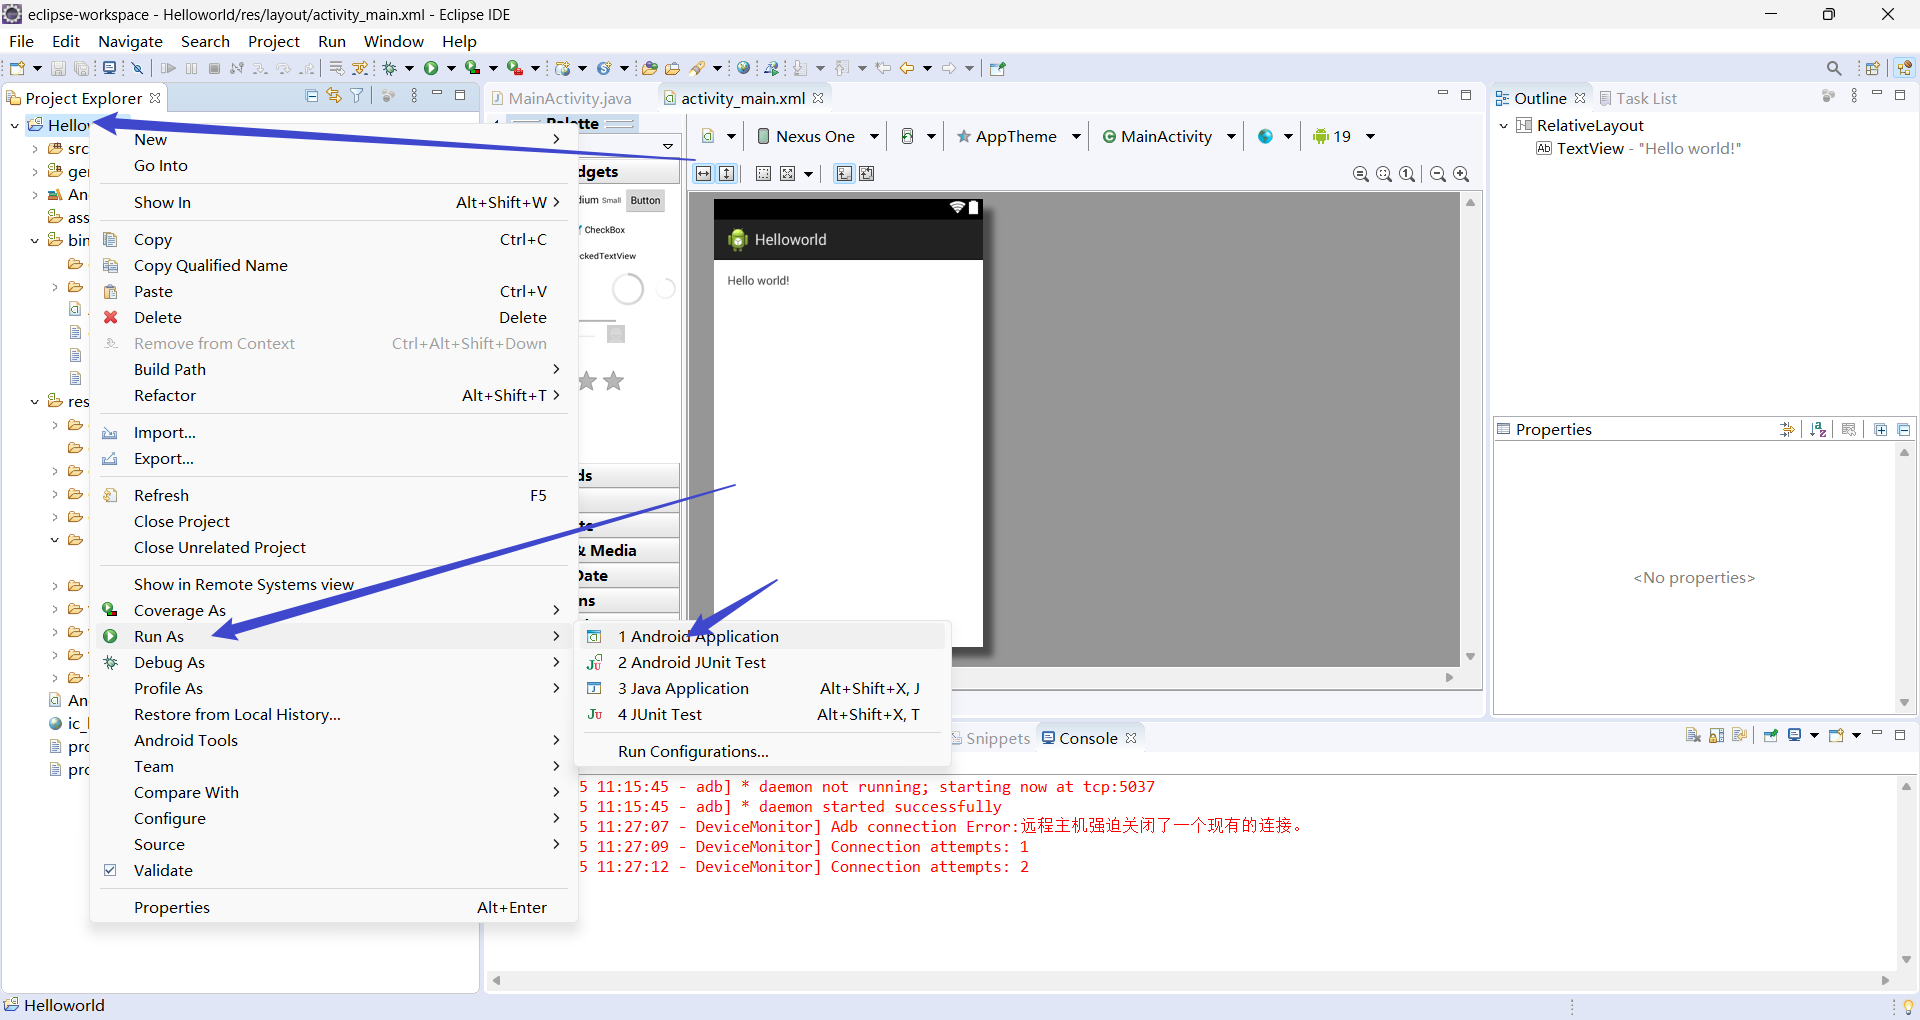 eclipse-workspace - Helloworld/res/layout/activity_main.xml - Eclipse IDE
File Edit Navigate Search Project Run Window Help
Project Explorer
MainActivity.java
activity_main.xml
Outline
Task List
Hellow
src
ge
An
ass
bin
res
An
ic_l
pro
pro
New
Go Into
Show In Alt+Shift+W
Copy Ctrl+C
Copy Qualified Name
Paste Ctrl+V
Delete Delete
Remove from Context Ctrl+Alt+Shift+Down
Build Path
Refactor Alt+Shift+T
Import...
Export...
Refresh F5
Close Project
Close Unrelated Project
Show in Remote Systems view
Coverage As
Run As
Debug As
Profile As
Restore from Local History...
Android Tools
Team
Compare With
Configure
Source
Validate
Properties Alt+Enter
1 Android Application
2 Android JUnit Test
3 Java Application Alt+Shift+X, J
4 JUnit Test Alt+Shift+X, T
Run Configurations...
Palette
dgets
dium Small Button
CheckBox
ckedTextView
ds
& Media
Date
ns
Nexus One
AppTheme
MainActivity
19
Helloworld
Hello world!
RelativeLayout
TextView - "Hello world!"
Properties
<No properties>
Snippets
Console
5 11:15:45 - adb] * daemon not running; starting now at tcp:5037
5 11:15:45 - adb] * daemon started successfully
5 11:27:07 - DeviceMonitor] Adb connection Error:远程主机强迫关闭了一个现有的连接。
5 11:27:09 - DeviceMonitor] Connection attempts: 1
5 11:27:12 - DeviceMonitor] Connection attempts: 2
Helloworld